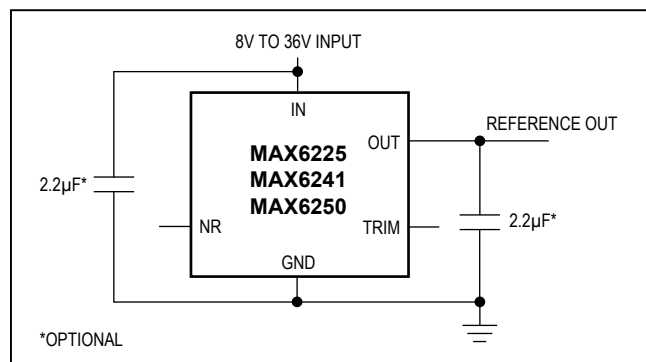 8V TO 36V INPUT
IN
REFERENCE OUT
OUT
MAX6225
MAX6241
MAX6250
2.2µF*
NR
TRIM
2.2µF*
GND
*OPTIONAL